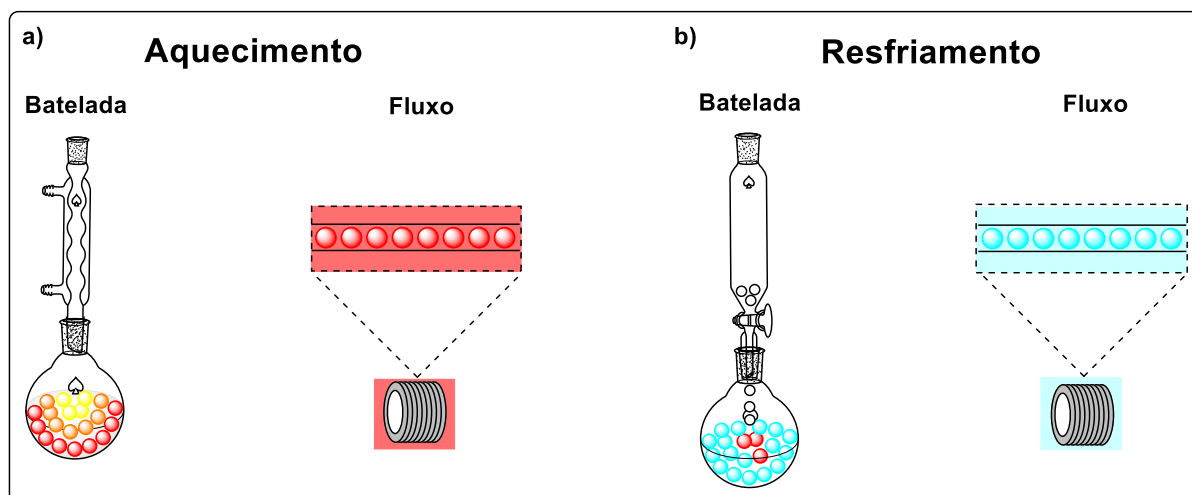 a)
Aquecimento
Batelada
Fluxo
b)
Resfriamento
Batelada
Fluxo